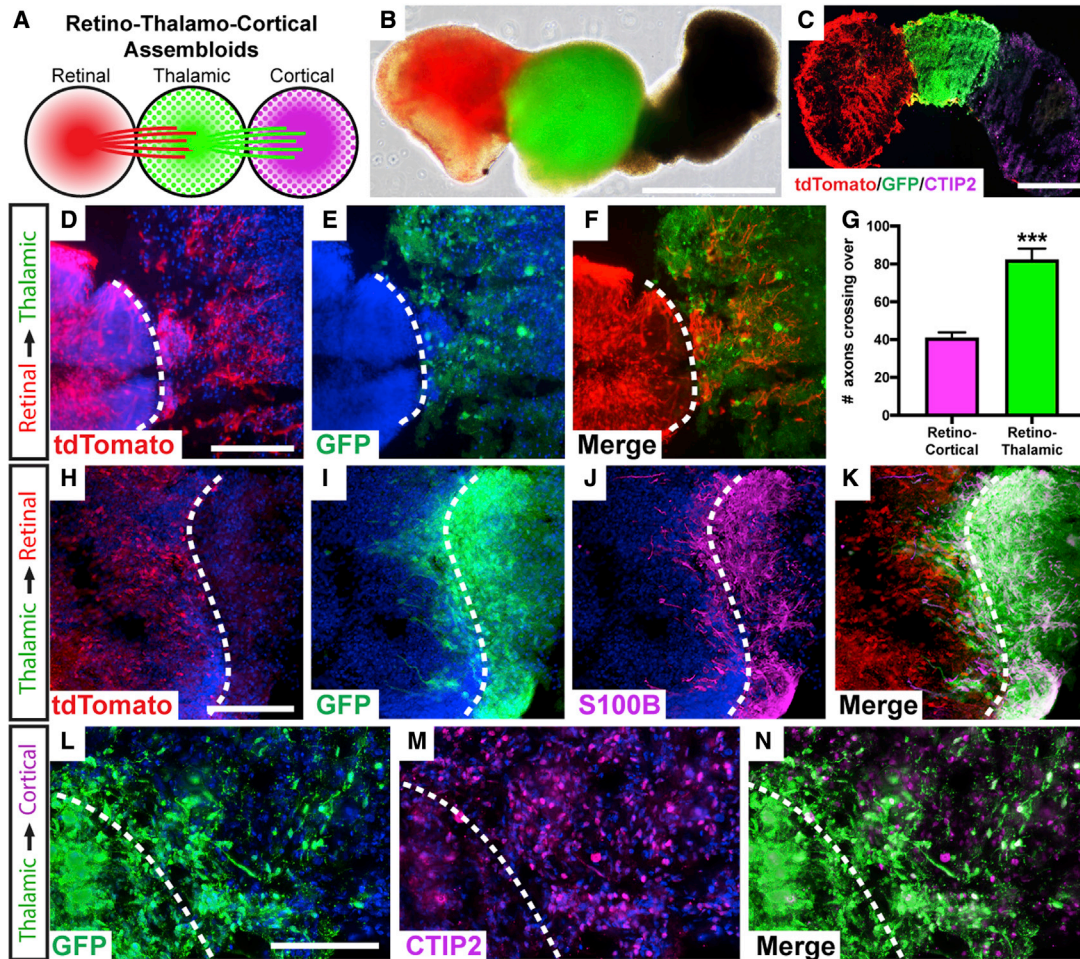 A
Retino-Thalamo-Cortical
Assembloids
Retinal
Thalamic
Cortical
B
C
tdTomato/GFP/CTIP2
Retinal → Thalamic
D
tdTomato
E
GFP
F
Merge
G
# axons crossing over
100
80
60
40
20
0
***
Retino-
Cortical
Retino-
Thalamic
Thalamic → Retinal
H
tdTomato
I
GFP
J
S100B
K
Merge
Thalamic → Cortical
L
GFP
M
CTIP2
N
Merge